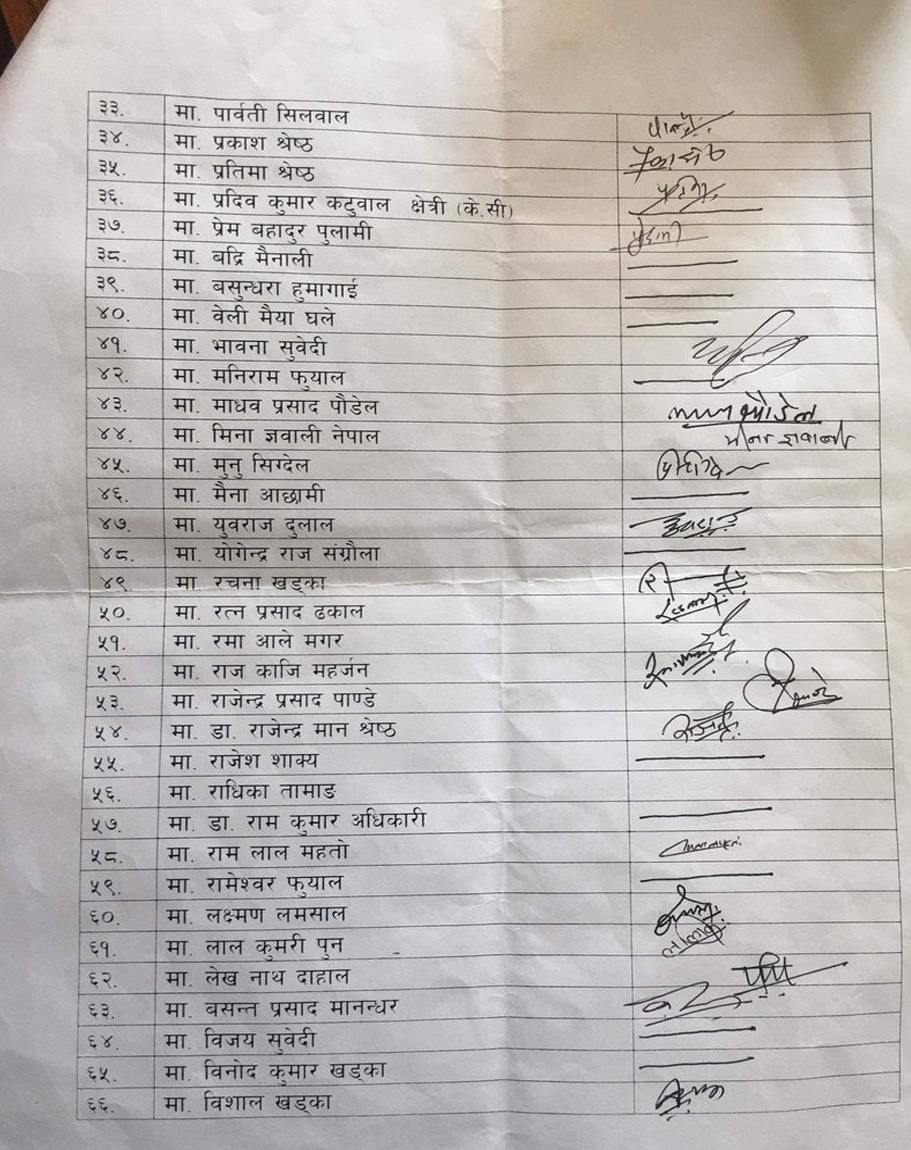 ३३. मा. पार्वती सिलवाल
३४. मा. प्रकाश श्रेष्ठ
३५. मा. प्रतिमा श्रेष्ठ
३६. मा. प्रदिव कुमार कटुवाल क्षेत्री (के.सी)
३७. मा. प्रेम बहादुर पुलामी
३८. मा. बद्रि मैनाली
३९. मा. बसुन्धरा हुमागाई
४०. मा. वेली मैया घले
४१. मा. भावना सुवेदी
४२. मा. मनिराम फुयाल
४३. मा. माधव प्रसाद पौडेल
४४. मा. मिना ज्ञवाली नेपाल
४५. मा. मुनु सिग्देल
४६. मा. मैना आछामी
४७. मा. युवराज दुलाल
४८. मा. योगेन्द्र राज संग्रौला
४९. मा. रचना खड्का
५०. मा. रत्न प्रसाद ढकाल
५१. मा. रमा आले मगर
५२. मा. राज काजि महर्जन
५३. मा. राजेन्द्र प्रसाद पाण्डे
५४. मा. डा. राजेन्द्र मान श्रेष्ठ
५५. मा. राजेश शाक्य
५६. मा. राधिका तामाङ
५७. मा. डा. राम कुमार अधिकारी
५८. मा. राम लाल महतो
५९. मा. रामेश्वर फुयाल
६०. मा. लक्ष्मण लमसाल
६१. मा. लाल कुमरी पुन
६२. मा. लेख नाथ दाहाल
६३. मा. बसन्त प्रसाद मानन्धर
६४. मा. विजय सुवेदी
६५. मा. विनोद कुमार खड्का
६६. मा. विशाल खड्का